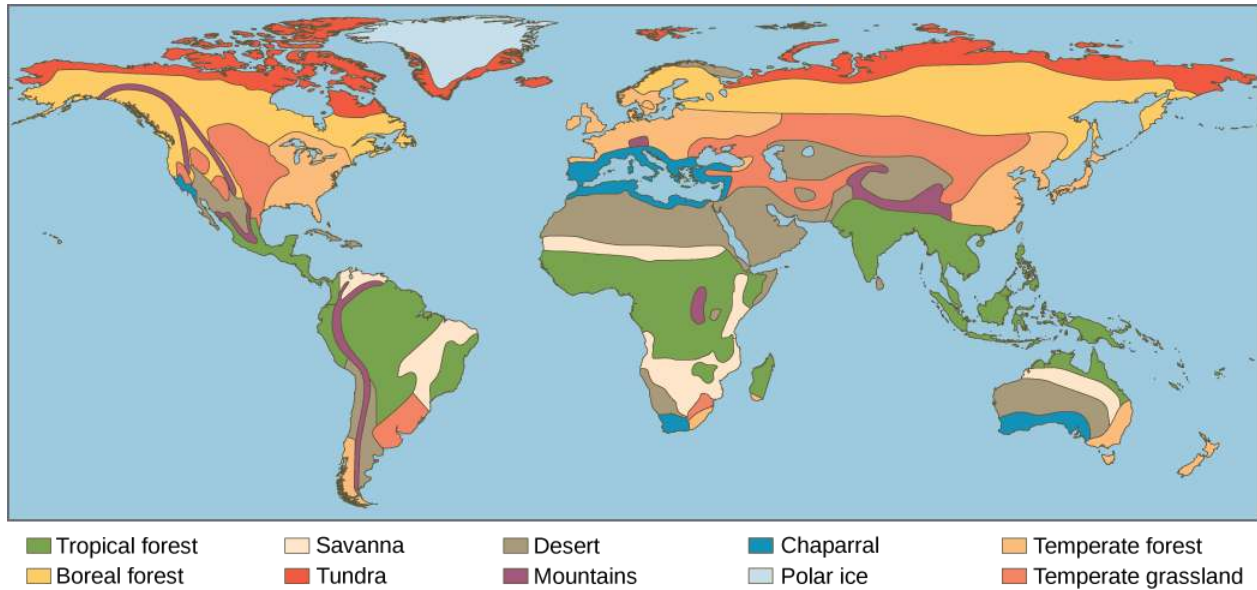 Tropical forest Savanna Desert Chaparral Temperate forest
Boreal forest Tundra Mountains Polar ice Temperate grassland